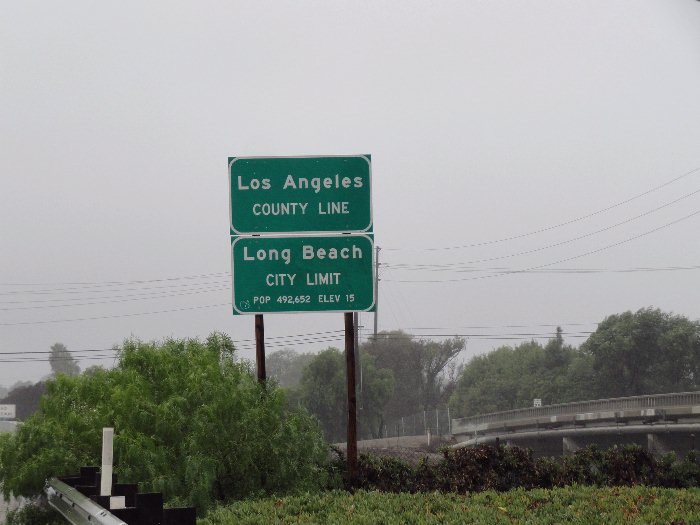 Los Angeles
COUNTY LINE
Long Beach
CITY LIMIT
POP 492,652 ELEV 15